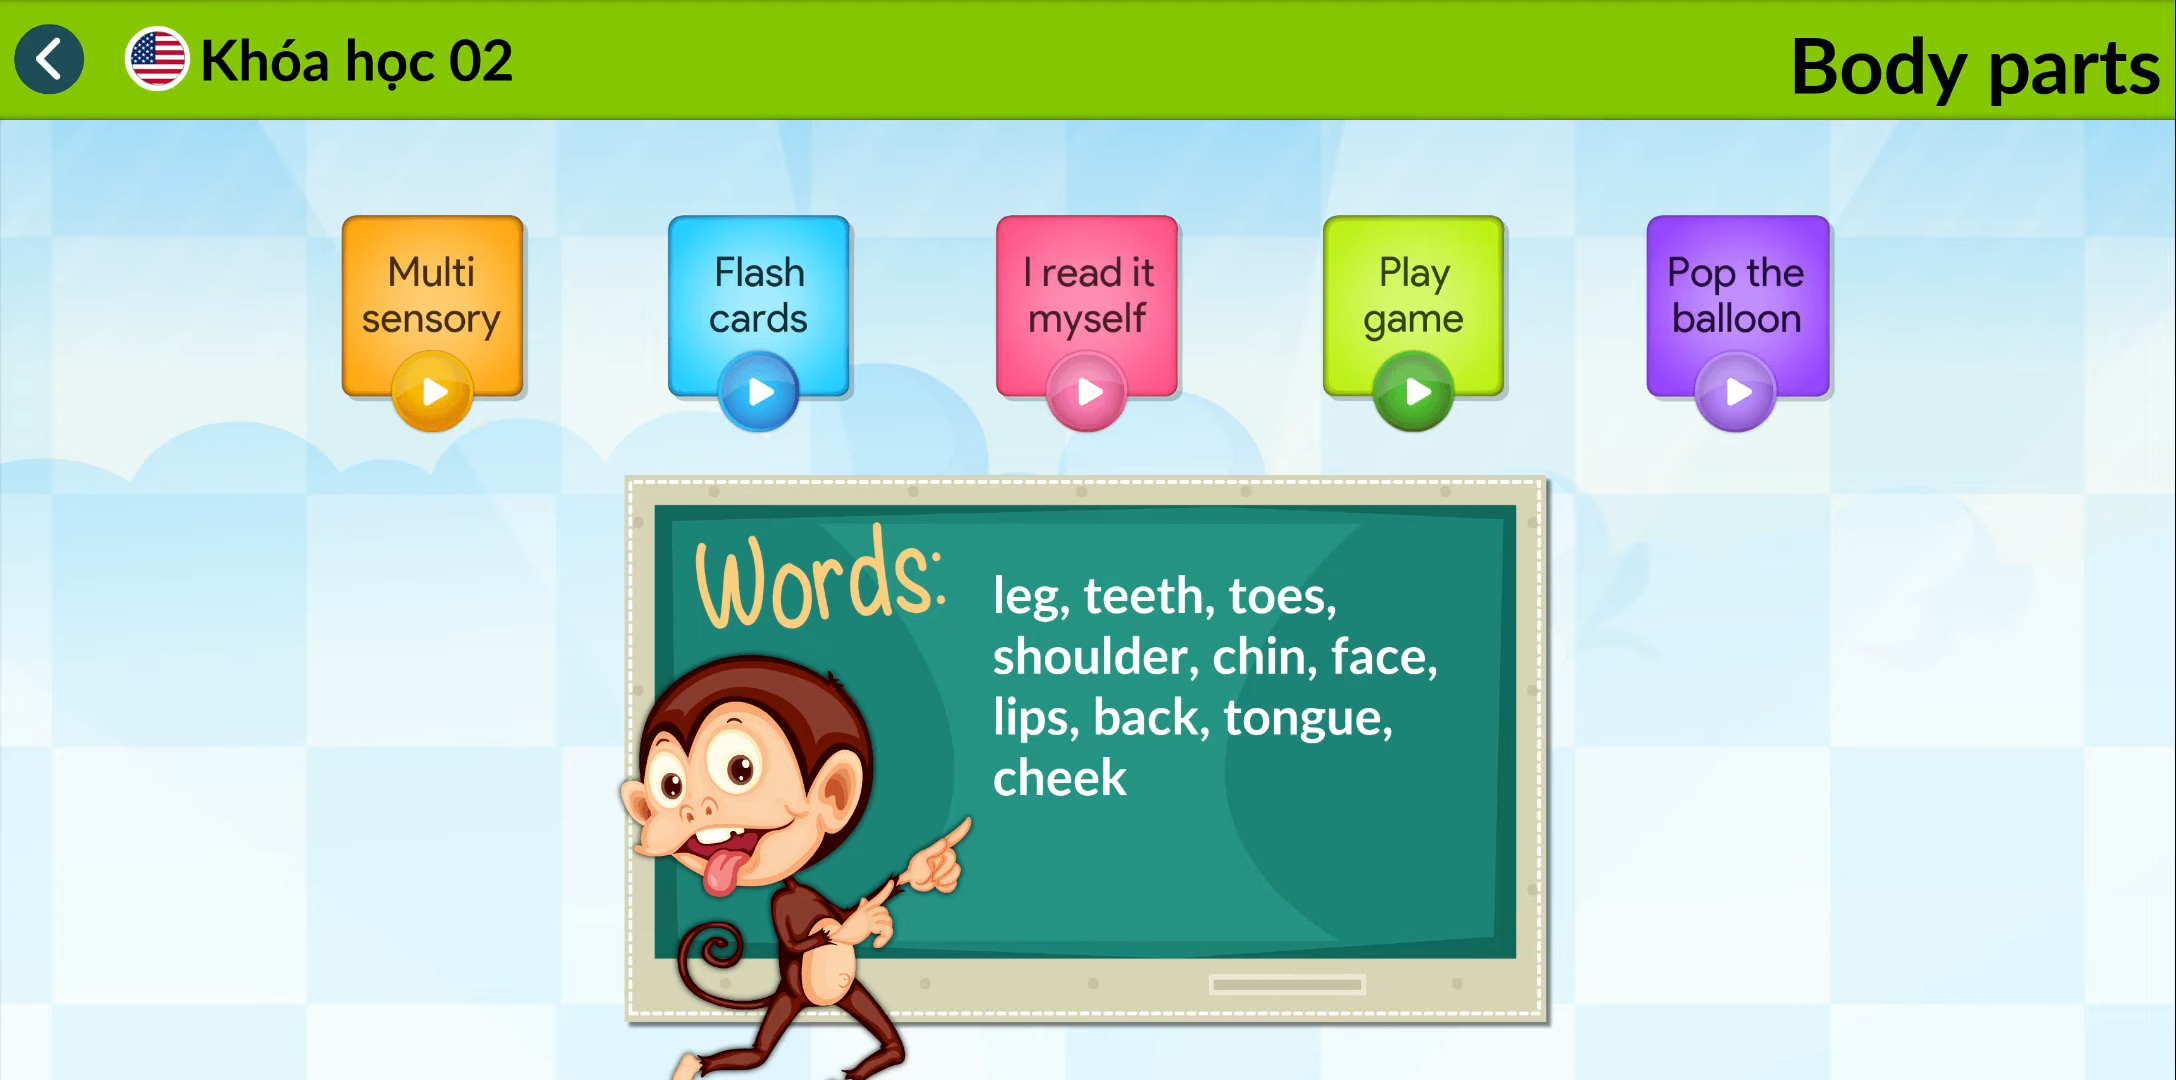 Khóa học 02
Body parts
Multi
sensory
Flash
cards
I read it
myself
Play
game
Pop the
balloon
Words:
leg, teeth, toes,
shoulder, chin, face,
lips, back, tongue,
cheek